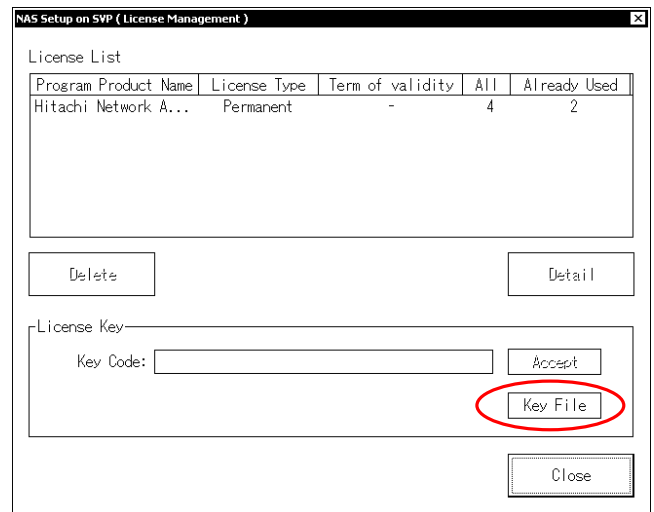 NAS Setup on SVP ( License Management )
License List
Program Product Name License Type Term of validity All Already Used
Hitachi Network A... Permanent - 4 2
Delete Detail
License Key
Key Code: Accept
Key File
Close